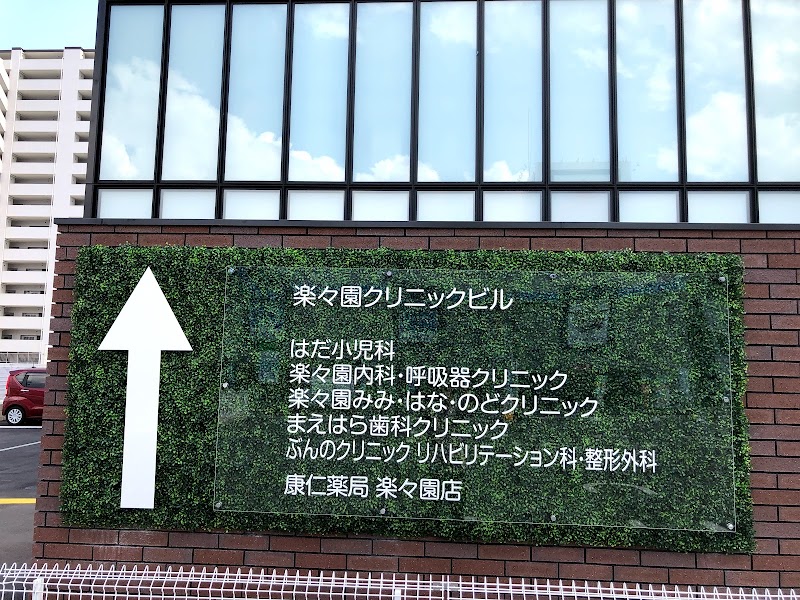 楽々園クリニックビル
はだ小児科
楽々園内科・呼吸器クリニック
楽々園みみ・はな・のどクリニック
まえはら歯科クリニック
ぶんのクリニック リハビリテーション科・整形外科
康仁薬局 楽々園店